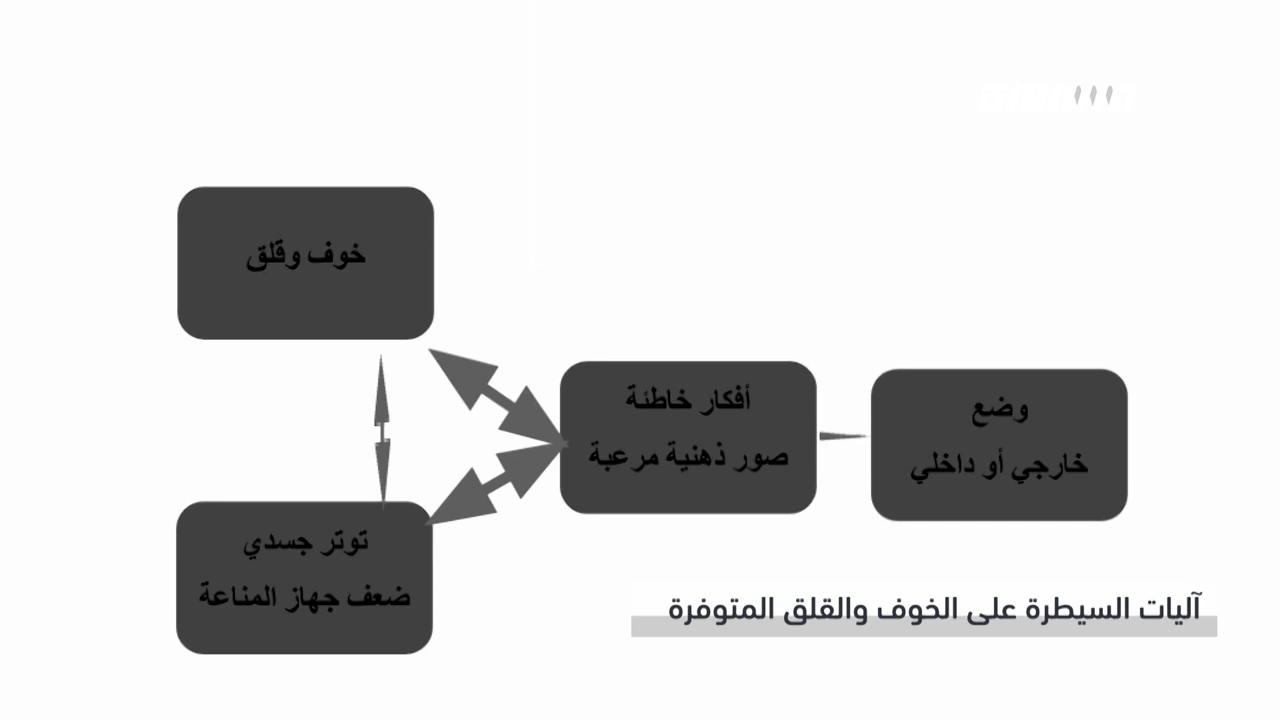 خوف وقلق
وضع
خارجي أو داخلي
أفكار خاطئة
صور ذهنية مرعبة
توتر جسدي
ضعف جهاز المناعة
آليات السيطرة على الخوف والقلق المتوفرة